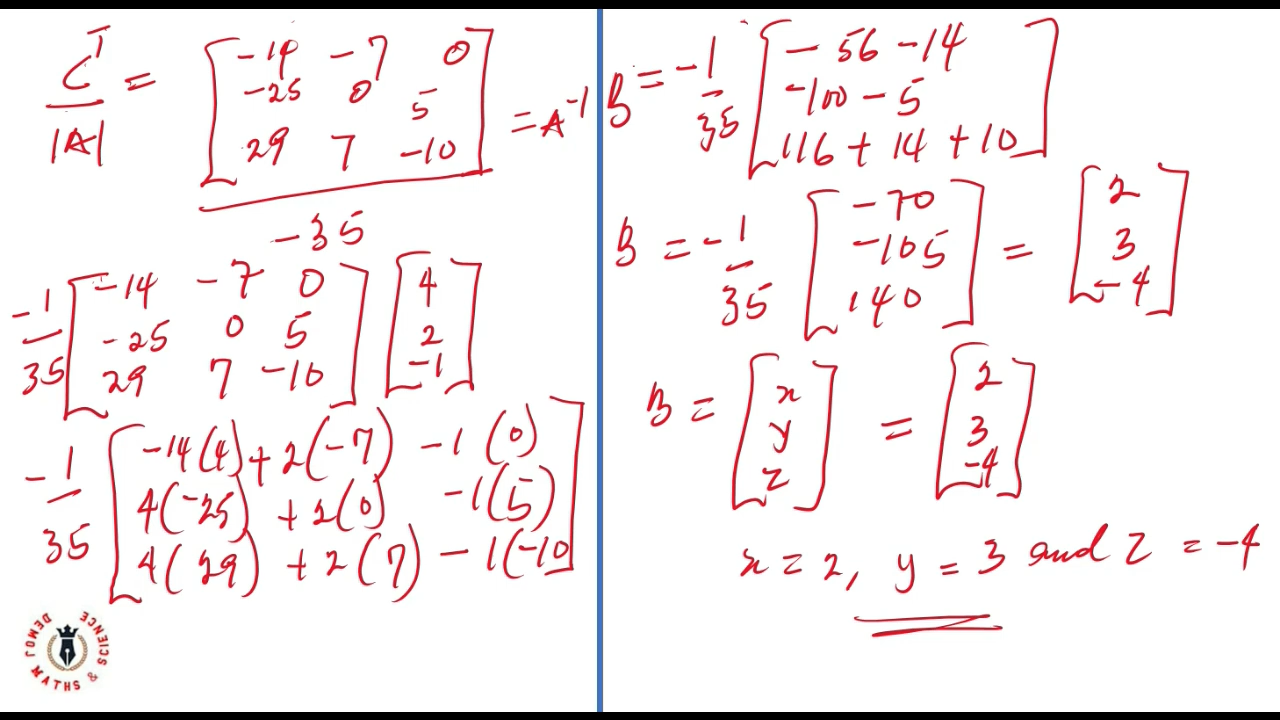 C^T / |A| = [ -14 -7 0
-25 0 5
29 7 -10 ] / -35 = A^-1
-1/35 [ -14 -7 0
-25 0 5
29 7 -10 ] [ 4
2
-1 ]
-1/35 [ -14(4) + 2(-7) -1(0)
4(-25) + 2(0) -1(5)
4(29) + 2(7) - 1(-10 ]
DEMOJ MATHS & SCIENCE
B = -1/35 [ - 56 - 14
-100 - 5
116 + 14 + 10 ]
B = -1/35 [ -70
-105
140 ] = [ 2
3
-4 ]
B = [ x
y
z ] = [ 2
3
-4 ]
x = 2, y = 3 and z = -4